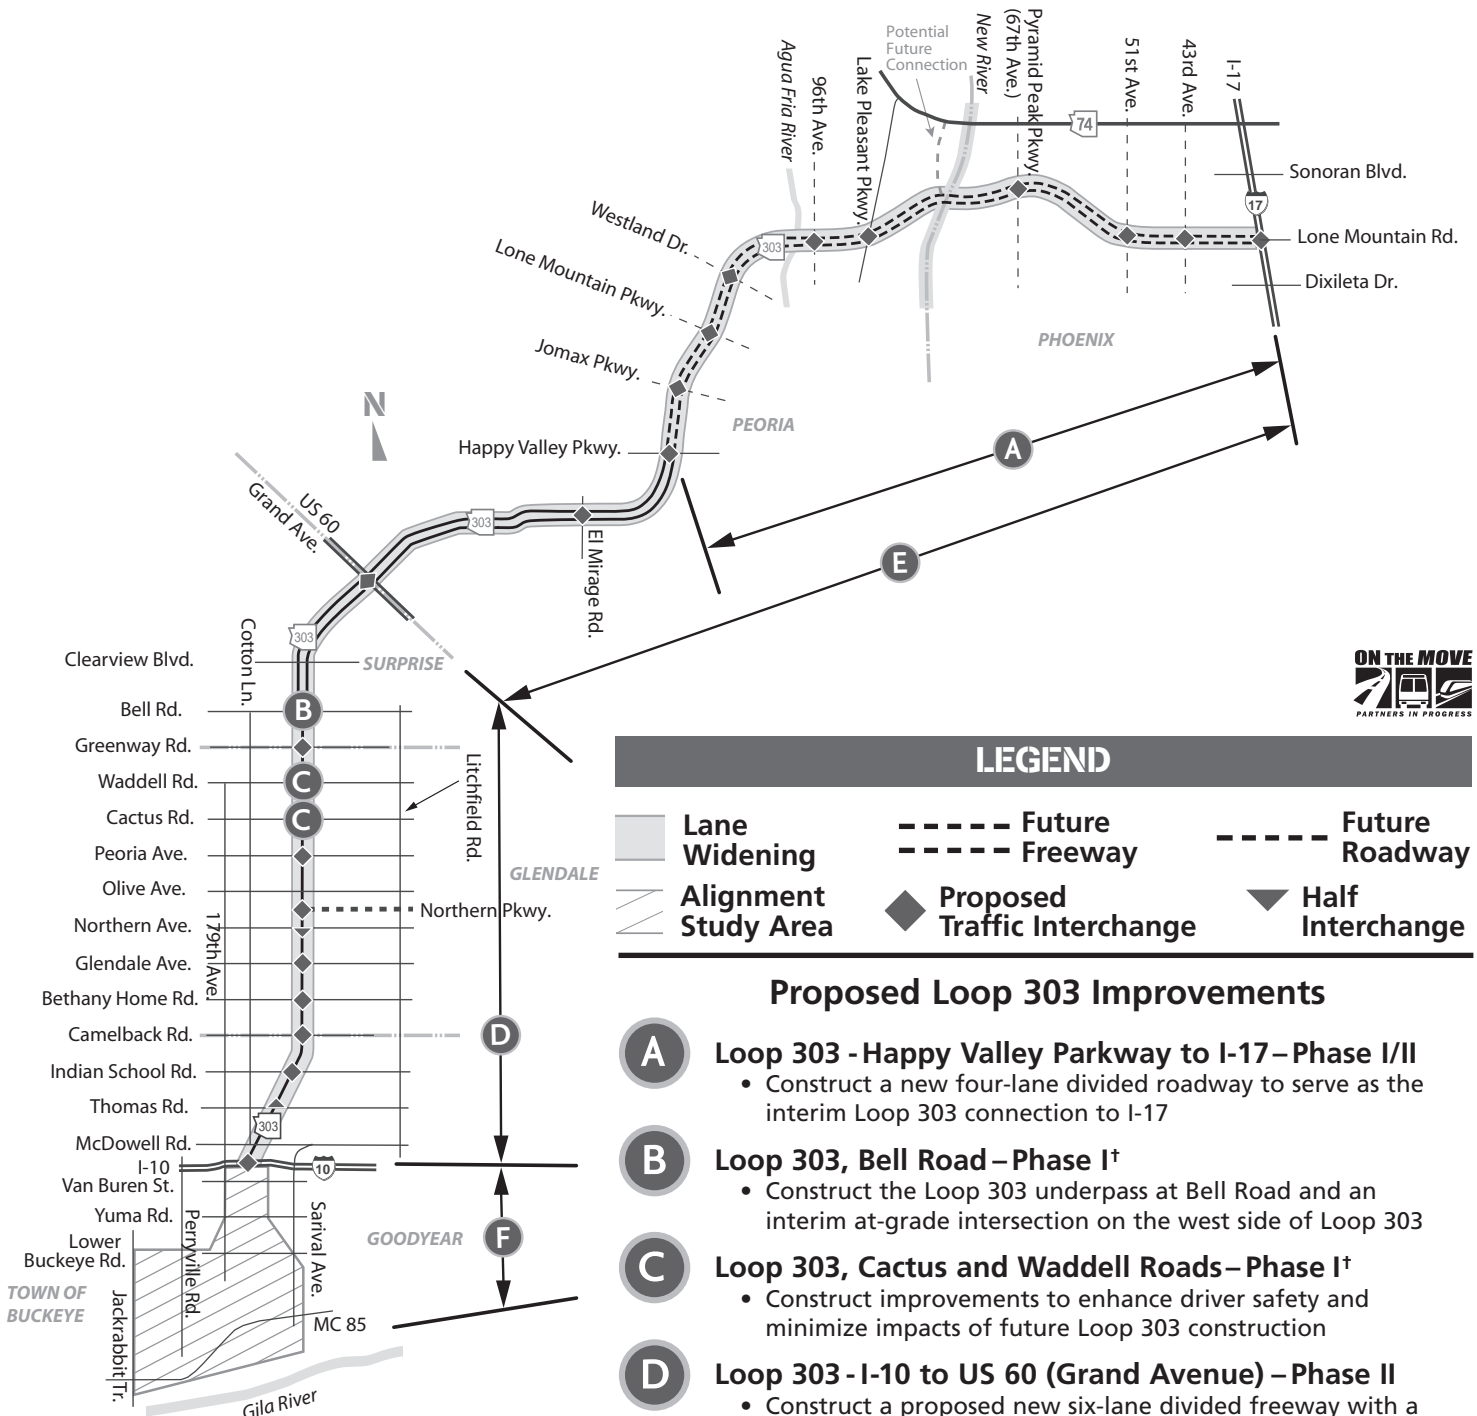 Potential
Future
Connection
Agua Fria River
96th Ave.
Lake Pleasant Pkwy.
New River
Pyramid Peak Pkwy.
(67th Ave.)
51st Ave.
43rd Ave.
I-17
74
Sonoran Blvd.
17
Westland Dr.
303
Lone Mountain Rd.
Lone Mountain Pkwy.
Dixileta Dr.
Jomax Pkwy.
PHOENIX
N
PEORIA
Happy Valley Pkwy.
A
US 60
Grand Ave.
303
El Mirage Rd.
E
Cotton Ln.
303
Clearview Blvd.
SURPRISE
ON THE MOVE
PARTNERS IN PROGRESS
Bell Rd.
B
Greenway Rd.
Waddell Rd.
C
Litchfield Rd.
Cactus Rd.
C
Peoria Ave.
GLENDALE
Olive Ave.
Northern Pkwy.
Northern Ave.
179th Ave.
Glendale Ave.
Bethany Home Rd.
Camelback Rd.
D
Indian School Rd.
Thomas Rd.
303
McDowell Rd.
I-10
10
Van Buren St.
Yuma Rd.
Perryville Rd.
Sarival Ave.
GOODYEAR
F
Lower
Buckeye Rd.
TOWN OF
BUCKEYE
Jackrabbit Tr.
MC 85
Gila River
LEGEND
Lane
Widening
Future
Freeway
Future
Roadway
Alignment
Study Area
Proposed
Traffic Interchange
Half
Interchange
Proposed Loop 303 Improvements
A
Loop 303 - Happy Valley Parkway to I-17 – Phase I/II
• Construct a new four-lane divided roadway to serve as the
interim Loop 303 connection to I-17
B
Loop 303, Bell Road – Phase I†
• Construct the Loop 303 underpass at Bell Road and an
interim at-grade intersection on the west side of Loop 303
C
Loop 303, Cactus and Waddell Roads – Phase I†
• Construct improvements to enhance driver safety and
minimize impacts of future Loop 303 construction
D
Loop 303 - I-10 to US 60 (Grand Avenue) – Phase II
• Construct a proposed new six-lane divided freeway with a